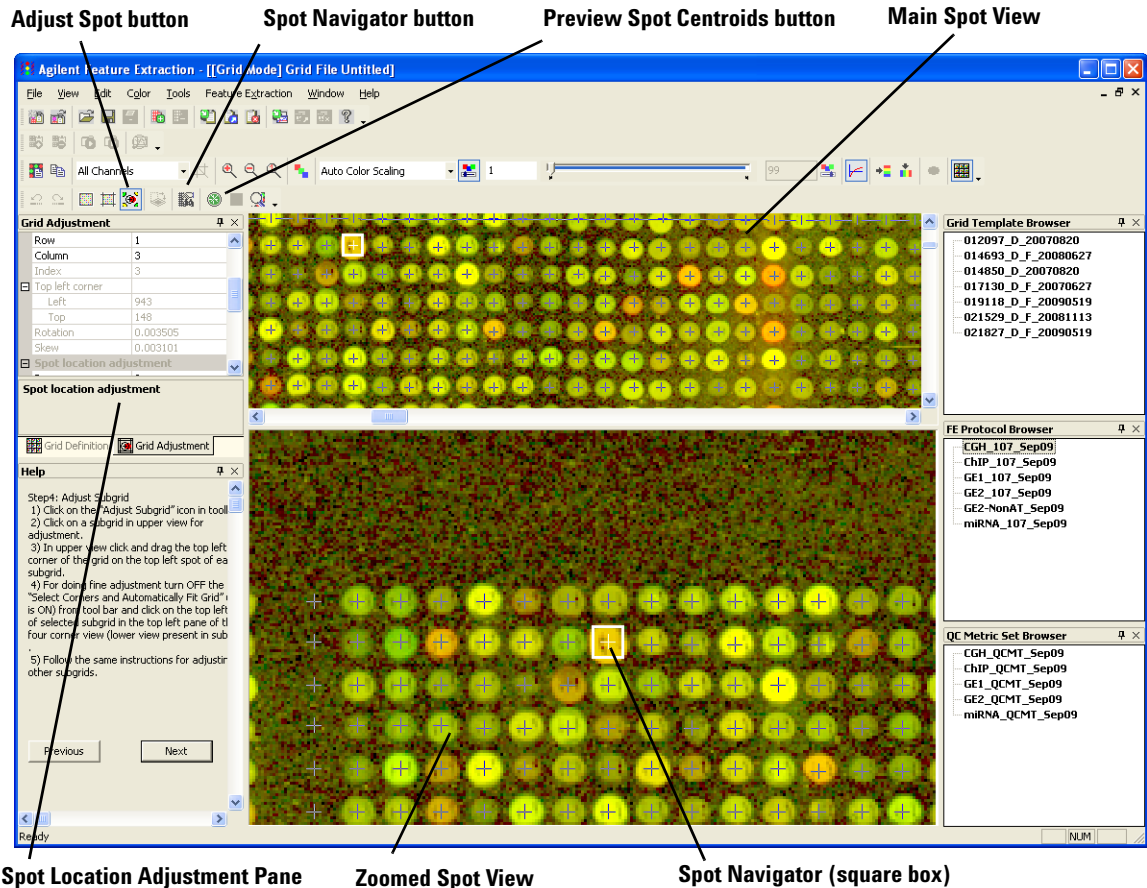 Adjust Spot button
Spot Navigator button
Preview Spot Centroids button
Main Spot View
Agilent Feature Extraction - [[Grid Mode] Grid File Untitled]
File View Edit Color Tools Feature Extraction Window Help
All Channels
Auto Color Scaling
1
99
Grid Adjustment
Row 1
Column 3
Index 3
Top left corner
Left 943
Top 148
Rotation 0.003505
Skew 0.003101
Spot location adjustment
Spot location adjustment
Grid Definition
Grid Adjustment
Help
Step4: Adjust Subgrid
1) Click on the "Adjust Subgrid" icon in tool
2) Click on a subgrid in upper view for
adjustment.
3) In upper view click and drag the top left
corner of the grid on the top left spot of ea
subgrid.
4) For doing fine adjustment turn OFF the
"Select Corners and Automatically Fit Grid"
is ON) from tool bar and click on the top left
of selected subgrid in the top left pane of t
four corner view (lower view present in sub
.
5) Follow the same instructions for adjustin
other subgrids.
Previous
Next
Ready
Grid Template Browser
012097_D_20070820
014693_D_F_20080627
014850_D_20070820
017130_D_F_20070627
019118_D_F_20090519
021529_D_F_20081113
021827_D_F_20090519
FE Protocol Browser
CGH_107_Sep09
ChIP_107_Sep09
GE1_107_Sep09
GE2_107_Sep09
GE2-NonAT_Sep09
miRNA_107_Sep09
QC Metric Set Browser
CGH_QCMT_Sep09
ChIP_QCMT_Sep09
GE1_QCMT_Sep09
GE2_QCMT_Sep09
miRNA_QCMT_Sep09
NUM
Spot Location Adjustment Pane
Zoomed Spot View
Spot Navigator (square box)